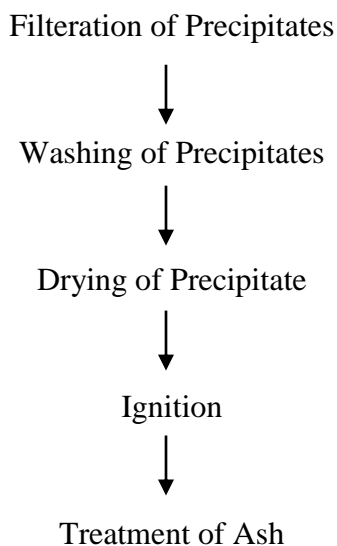 Filteration of Precipitates
Washing of Precipitates
Drying of Precipitate
Ignition
Treatment of Ash